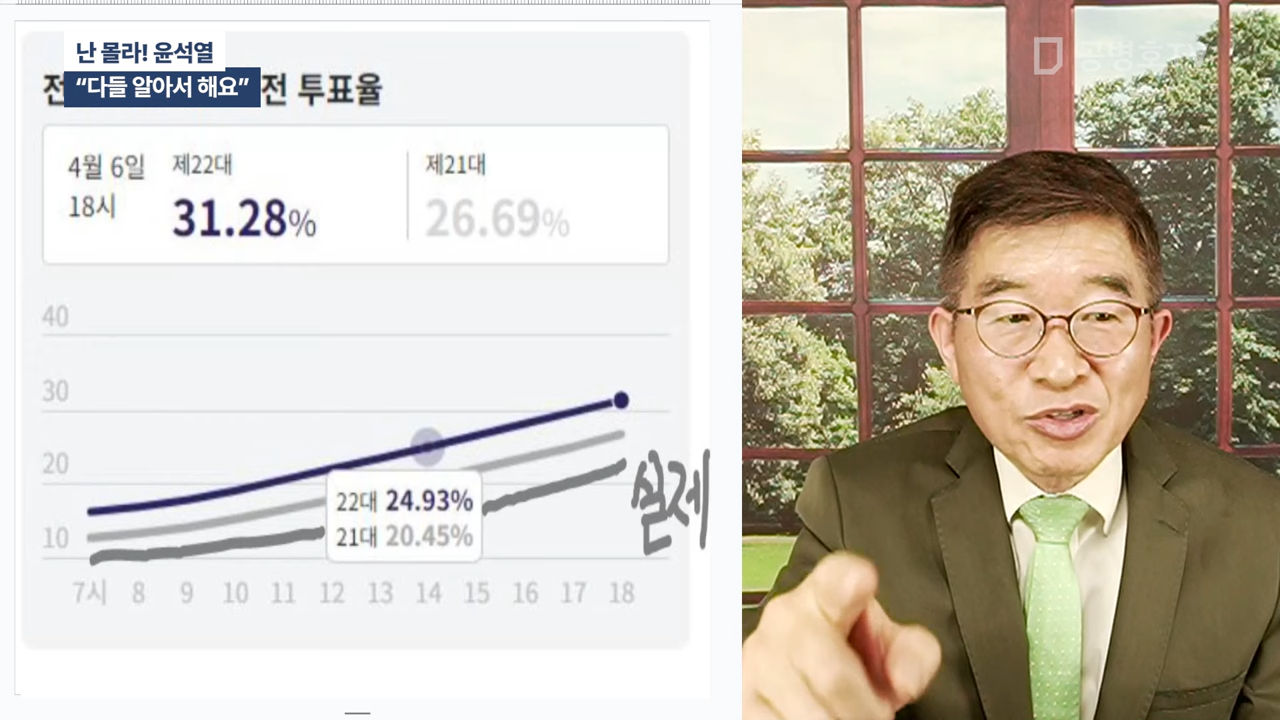 난 몰라! 윤석열
“다들 알아서 해요”
전 전 투표율
4월 6일
18시
제22대
31.28%
제21대
26.69%
40
30
20
10
22대 24.93%
21대 20.45%
실제
7시 8 9 10 11 12 13 14 15 16 17 18
공병호